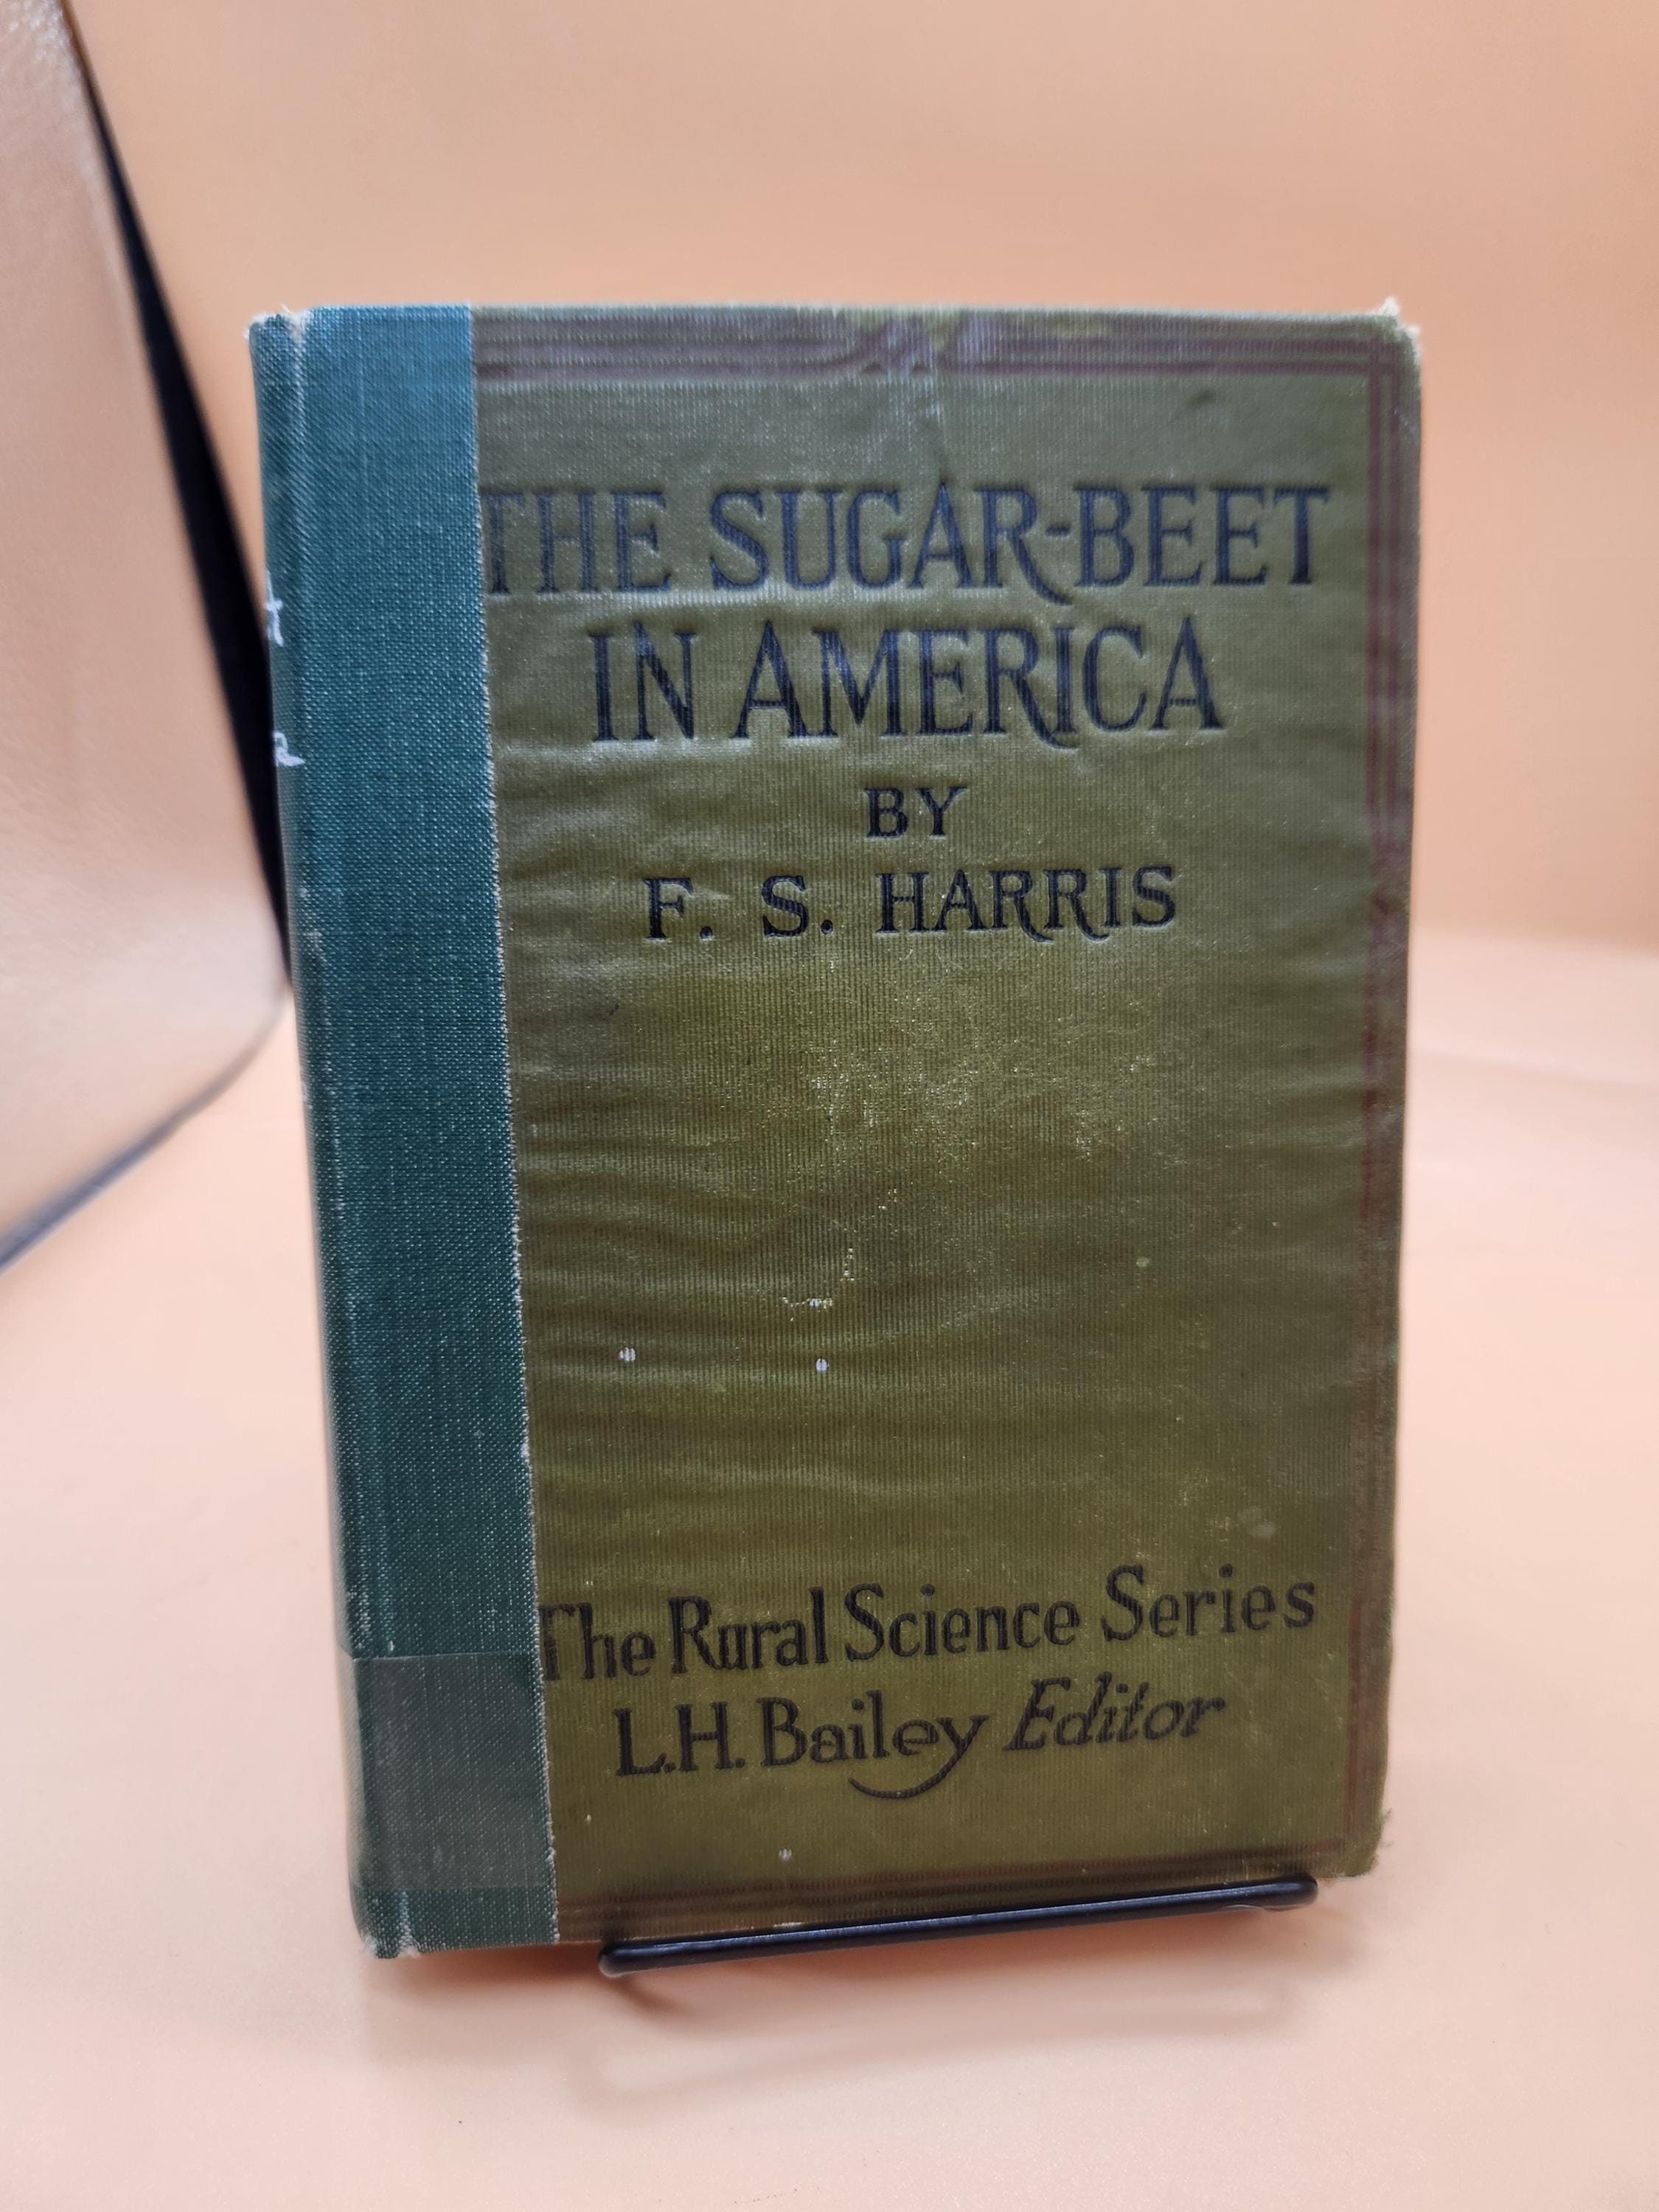 THE SUGAR-BEET
IN AMERICA
BY
F. S. HARRIS
The Rural Science Series
L.H. Bailey Editor